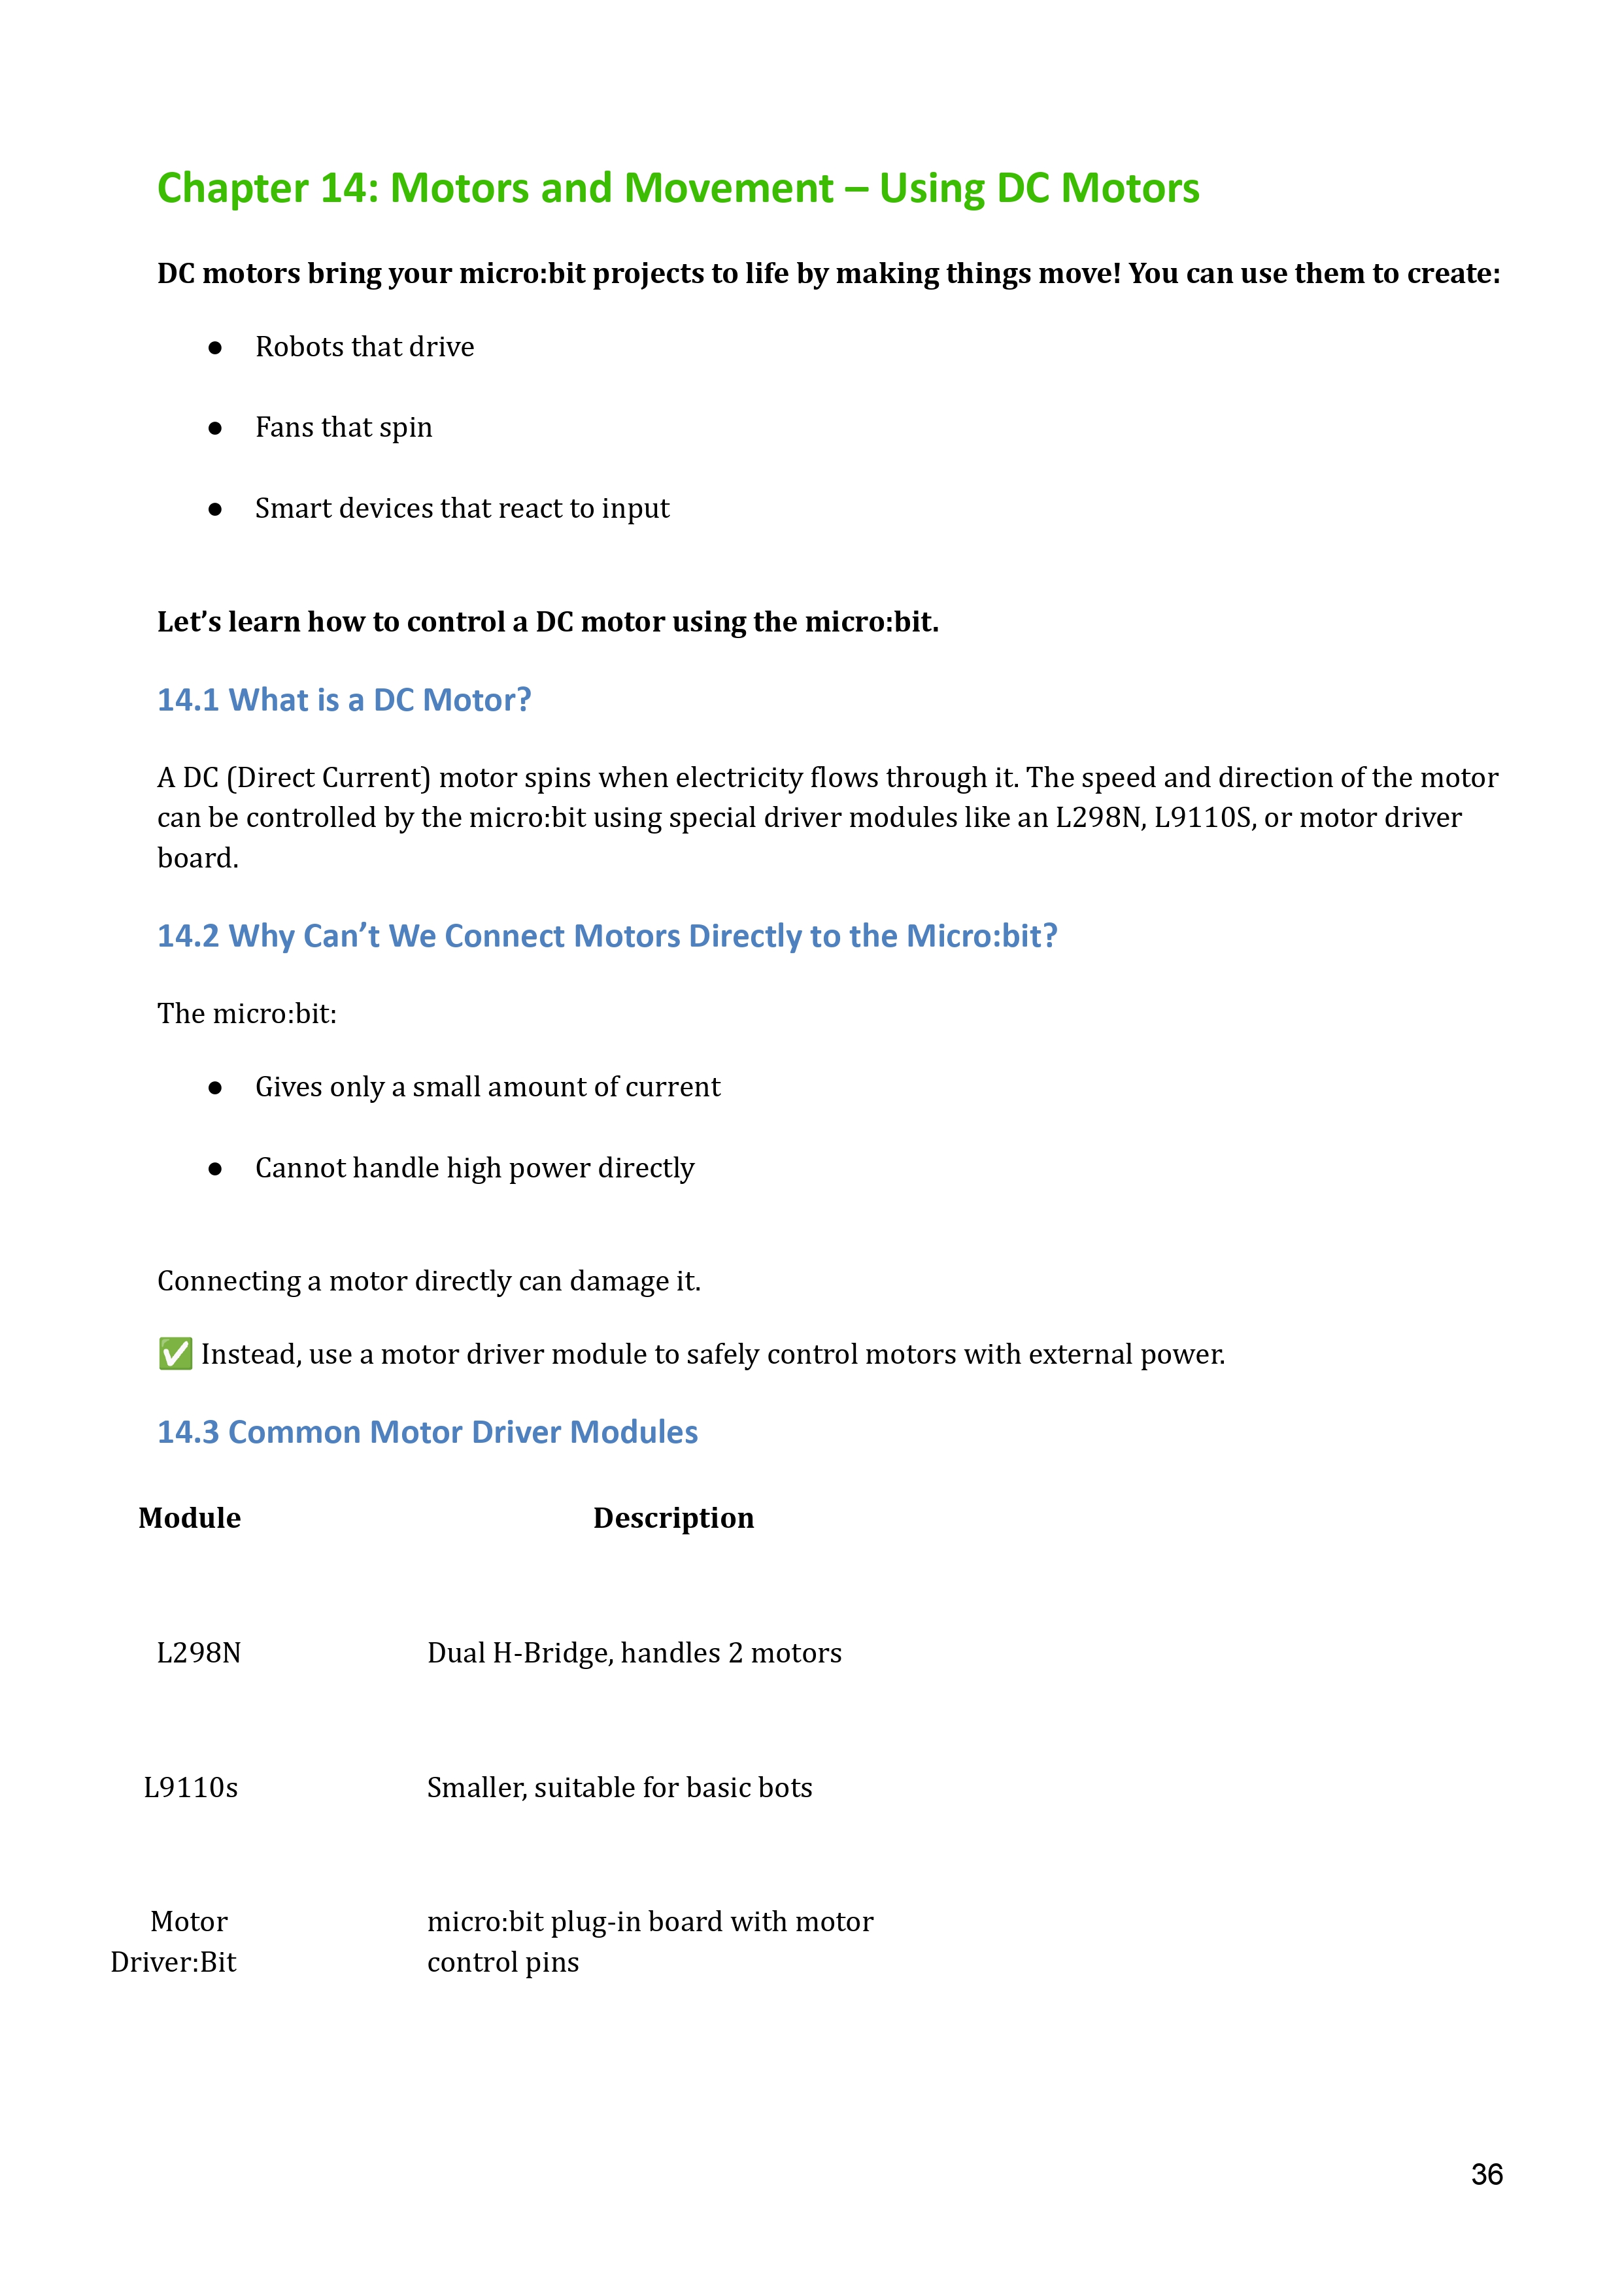 Chapter 14: Motors and Movement – Using DC Motors
DC motors bring your micro:bit projects to life by making things move! You can use them to create:
● Robots that drive
● Fans that spin
● Smart devices that react to input
Let’s learn how to control a DC motor using the micro:bit.
14.1 What is a DC Motor?
A DC (Direct Current) motor spins when electricity flows through it. The speed and direction of the motor
can be controlled by the micro:bit using special driver modules like an L298N, L9110S, or motor driver
board.
14.2 Why Can’t We Connect Motors Directly to the Micro:bit?
The micro:bit:
● Gives only a small amount of current
● Cannot handle high power directly
Connecting a motor directly can damage it.
✅ Instead, use a motor driver module to safely control motors with external power.
14.3 Common Motor Driver Modules
Module Description
L298N Dual H-Bridge, handles 2 motors
L9110s Smaller, suitable for basic bots
Motor micro:bit plug-in board with motor
Driver:Bit control pins
36